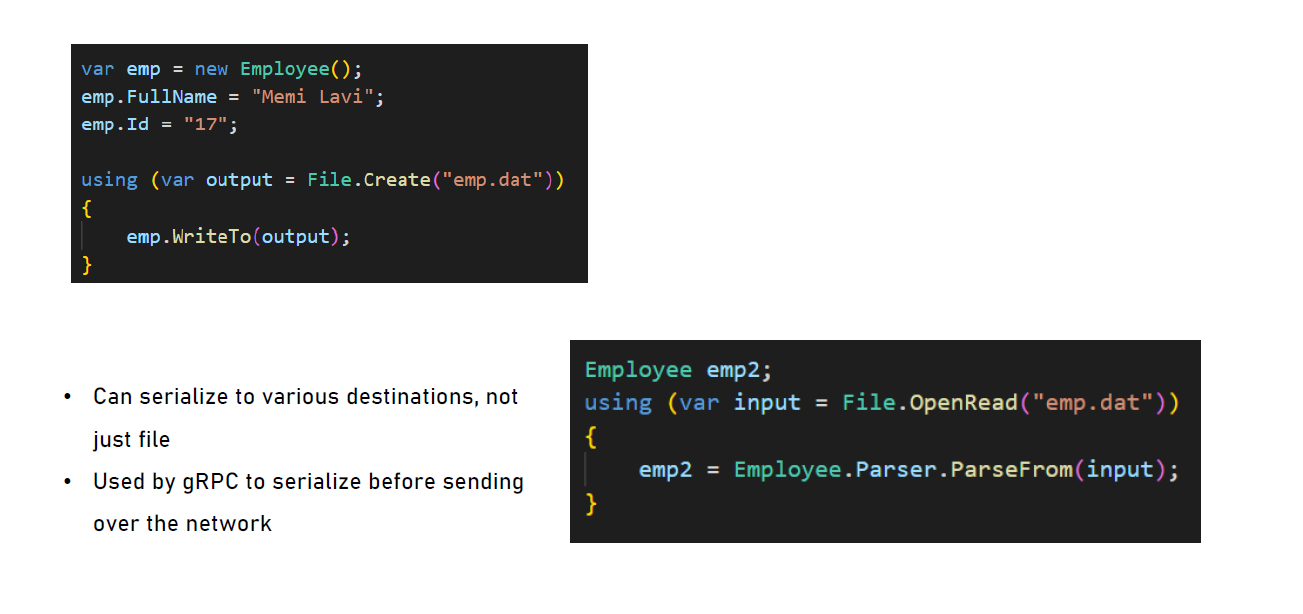 var emp = new Employee();
emp.FullName = "Memi Lavi";
emp.Id = "17";
using (var output = File.Create("emp.dat"))
{
emp.WriteTo(output);
}
• Can serialize to various destinations, not
just file
• Used by gRPC to serialize before sending
over the network
Employee emp2;
using (var input = File.OpenRead("emp.dat"))
{
emp2 = Employee.Parser.ParseFrom(input);
}